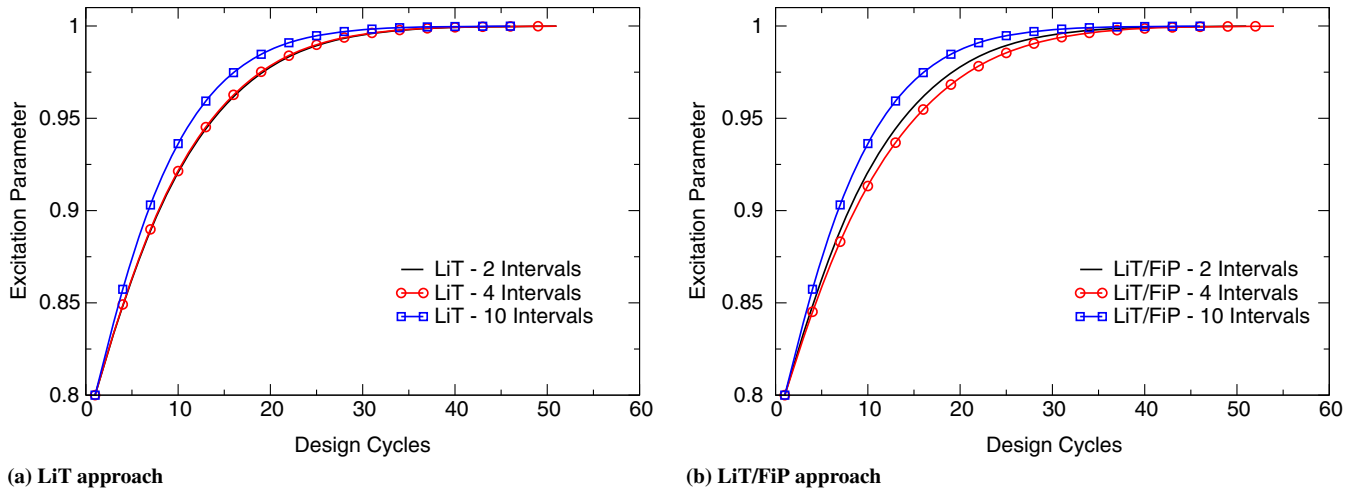 1
0.95
0.9
0.85
0.8
Excitation Parameter
LiT - 2 Intervals
LiT - 4 Intervals
LiT - 10 Intervals
0 10 20 30 40 50 60
Design Cycles
(a) LiT approach
1
0.95
0.9
0.85
0.8
Excitation Parameter
LiT/FiP - 2 Intervals
LiT/FiP - 4 Intervals
LiT/FiP - 10 Intervals
0 10 20 30 40 50 60
Design Cycles
(b) LiT/FiP approach